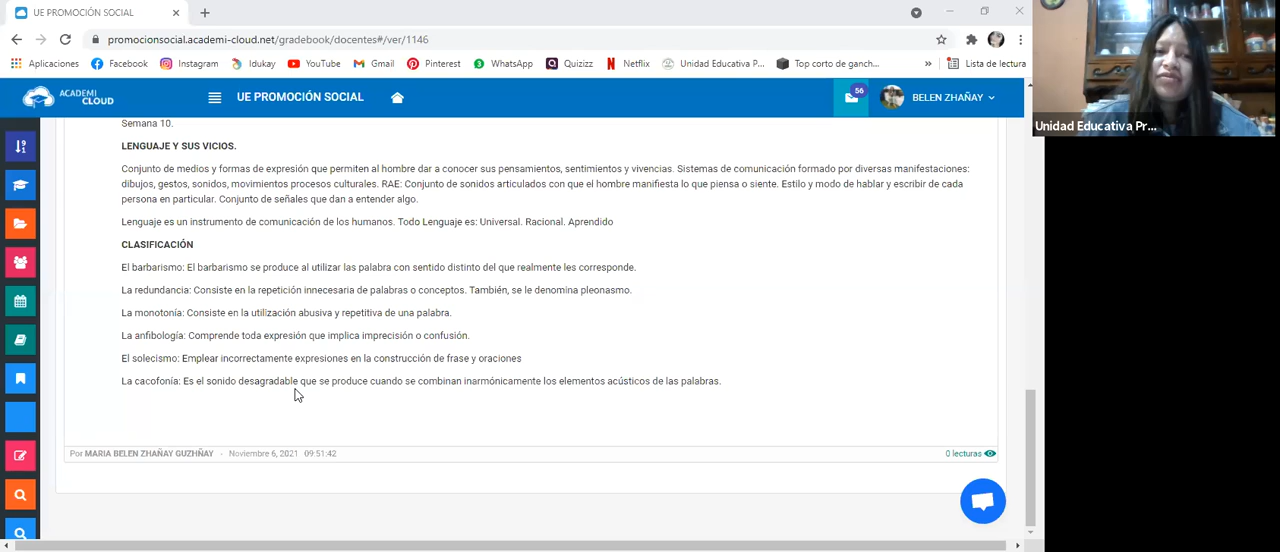 UE PROMOCIÓN SOCIAL
promocionsocial.academi-cloud.net/gradebook/docentes#/ver/1146
Aplicaciones Facebook Instagram Idukay YouTube Gmail Pinterest WhatsApp Quizizz Netflix Unidad Educativa P... Top corto de ganch... » Lista de lectura
ACADEMI CLOUD UE PROMOCIÓN SOCIAL 56 BELEN ZHAÑAY
Unidad Educativa Pr...
Semana 10.
LENGUAJE Y SUS VICIOS.
Conjunto de medios y formas de expresión que permiten al hombre dar a conocer sus pensamientos, sentimientos y vivencias. Sistemas de comunicación formado por diversas manifestaciones:
dibujos, gestos, sonidos, movimientos procesos culturales. RAE: Conjunto de sonidos articulados con que el hombre manifiesta lo que piensa o siente. Estilo y modo de hablar y escribir de cada
persona en particular. Conjunto de señales que dan a entender algo.
Lenguaje es un instrumento de comunicación de los humanos. Todo Lenguaje es: Universal. Racional. Aprendido
CLASIFICACIÓN
El barbarismo: El barbarismo se produce al utilizar las palabra con sentido distinto del que realmente les corresponde.
La redundancia: Consiste en la repetición innecesaria de palabras o conceptos. También, se le denomina pleonasmo.
La monotonía: Consiste en la utilización abusiva y repetitiva de una palabra.
La anfibología: Comprende toda expresión que implica imprecisión o confusión.
El solecismo: Emplear incorrectamente expresiones en la construcción de frase y oraciones
La cacofonía: Es el sonido desagradable que se produce cuando se combinan inarmónicamente los elementos acústicos de las palabras.
Por MARIA BELEN ZHAÑAY GUZHÑAY - Noviembre 6, 2021 09:51:42 0 lecturas